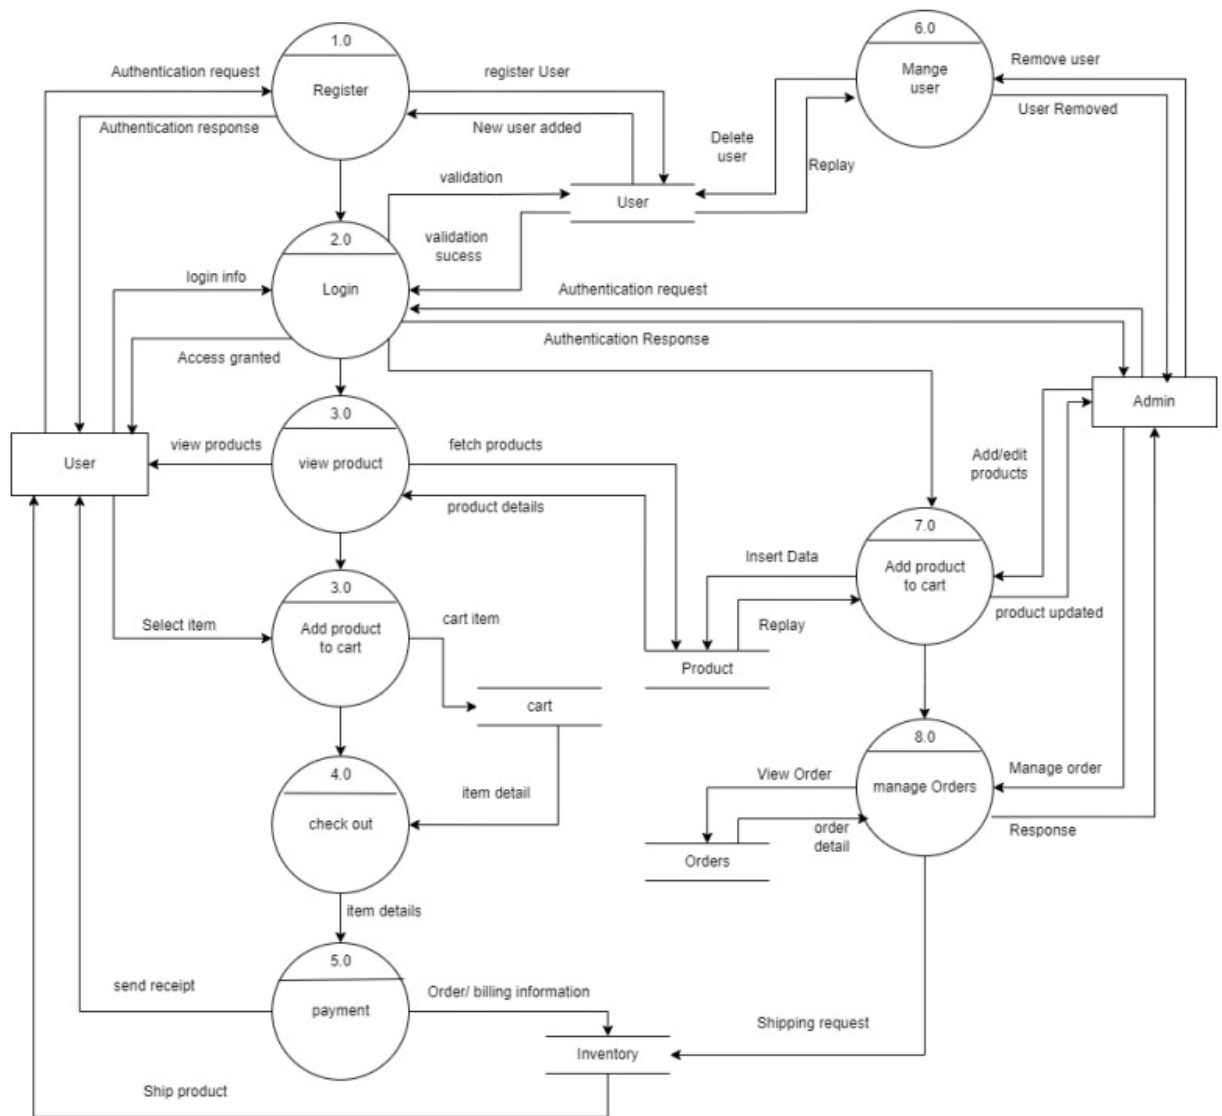 1.0
Register
6.0
Mange
user
Authentication request
register User
Remove user
Authentication response
New user added
User Removed
Delete
user
Replay
validation
User
2.0
Login
validation
sucess
login info
Authentication request
Authentication Response
Access granted
Admin
3.0
view product
User
view products
fetch products
product details
Add/edit
products
7.0
Add product
to cart
Insert Data
Replay
product updated
3.0
Add product
to cart
Select item
cart item
Product
cart
8.0
manage Orders
View Order
Manage order
4.0
check out
item detail
order
detail
Response
Orders
item details
5.0
payment
send receipt
Order/ billing information
Shipping request
Inventory
Ship product